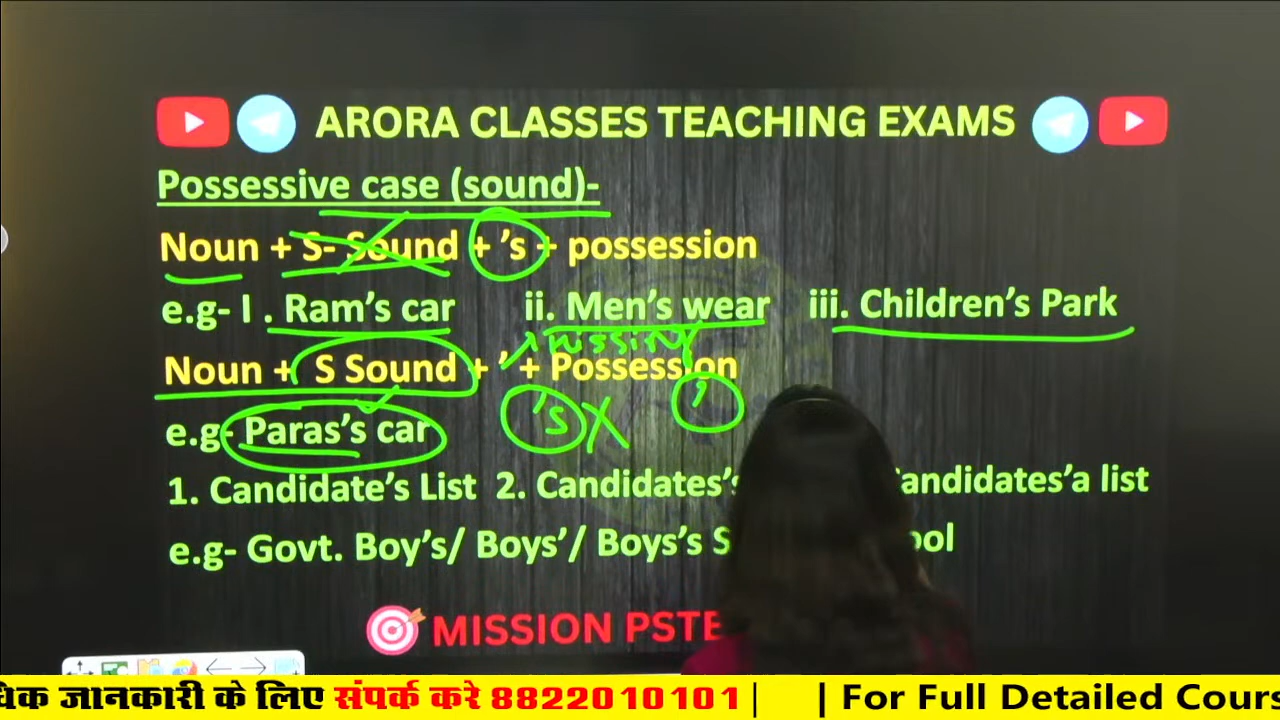 ARORA CLASSES TEACHING EXAMS
Possessive case (sound)-
Noun + S- Sound + 's + possession
e.g- I . Ram's car ii. Men's wear iii. Children's Park
missing
Noun + S Sound + ' + Possession
's X '
e.g- Paras's car
1. Candidate's List 2. Candidates's andidates'a list
e.g- Govt. Boy's/ Boys'/ Boys's S ool
MISSION PSTE
धिक जानकारी के लिए संपर्क करे 8822010101 | | For Full Detailed Cours